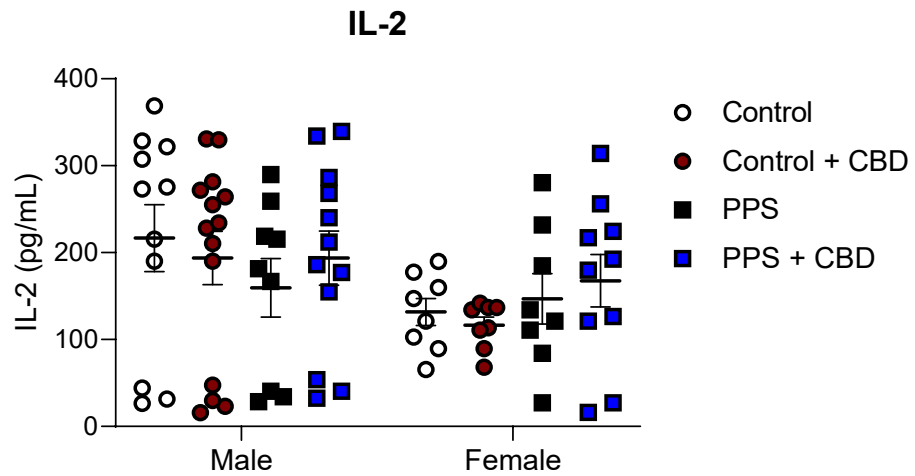 IL-2
400
300
200
100
0
IL-2 (pg/mL)
Male
Female
Control
Control + CBD
PPS
PPS + CBD